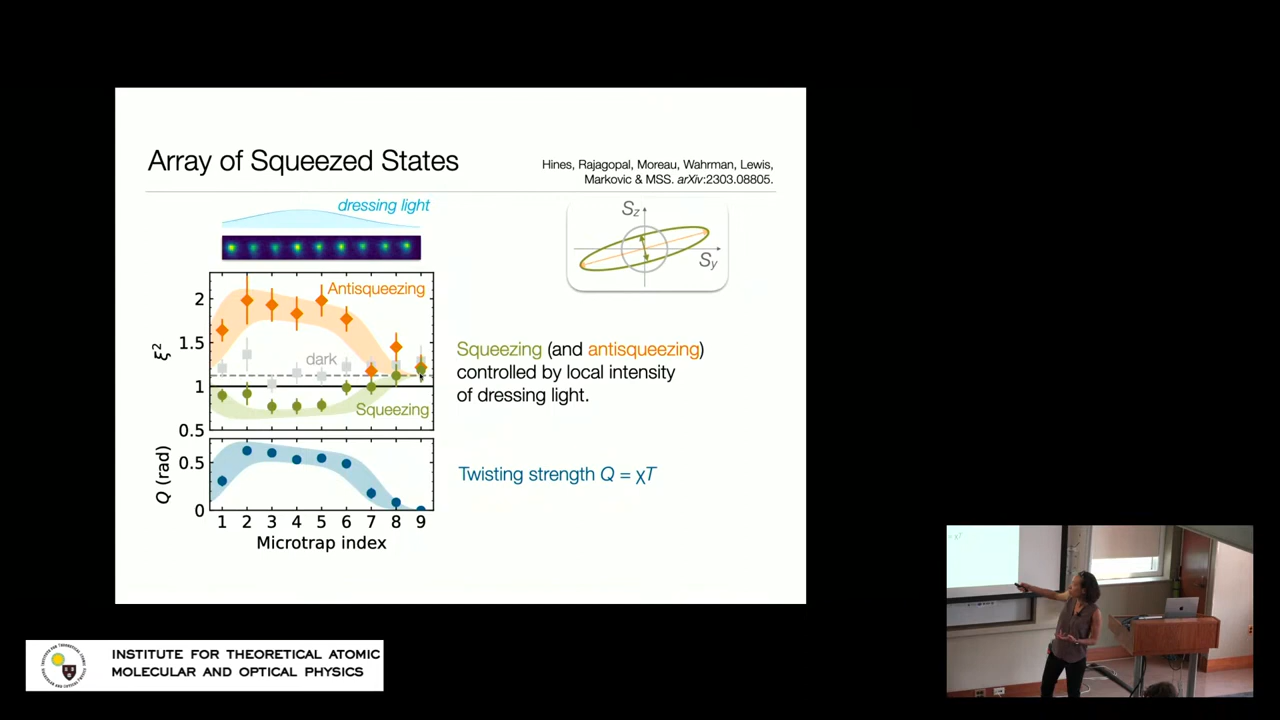 Array of Squeezed States
Hines, Rajagopal, Moreau, Wahrman, Lewis,
Markovic & MSS. arXiv:2303.08805.
dressing light
Antisqueezing
dark
Squeezing
ξ²
2
1.5
1
0.5
Q (rad)
0.5
0
1 2 3 4 5 6 7 8 9
Microtrap index
S_z
S_y
Squeezing (and antisqueezing)
controlled by local intensity
of dressing light.
Twisting strength Q = χT
INSTITUTE FOR THEORETICAL ATOMIC
MOLECULAR AND OPTICAL PHYSICS